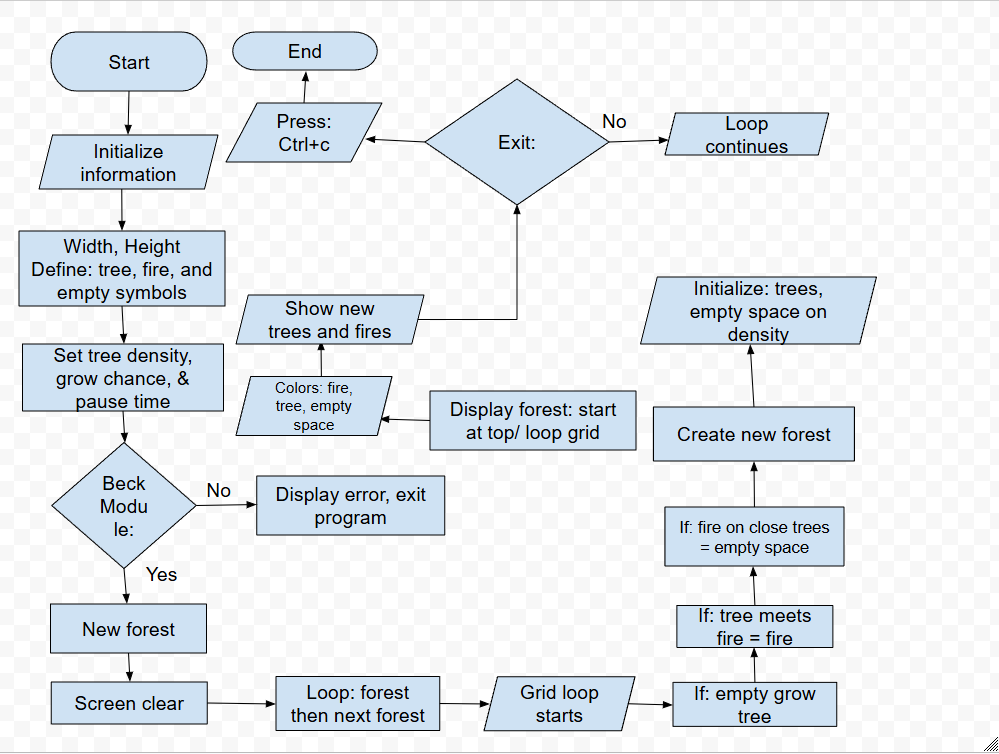 Start
End
Press:
Ctrl+c
Exit:
No
Loop
continues
Initialize
information
Width, Height
Define: tree, fire, and
empty symbols
Show new
trees and fires
Initialize: trees,
empty space on
density
Set tree density,
grow chance, &
pause time
Colors: fire,
tree, empty
space
Display forest: start
at top/ loop grid
Create new forest
Beck
Modu
le:
No
Display error, exit
program
If: fire on close trees
= empty space
Yes
New forest
If: tree meets
fire = fire
Screen clear
Loop: forest
then next forest
Grid loop
starts
If: empty grow
tree